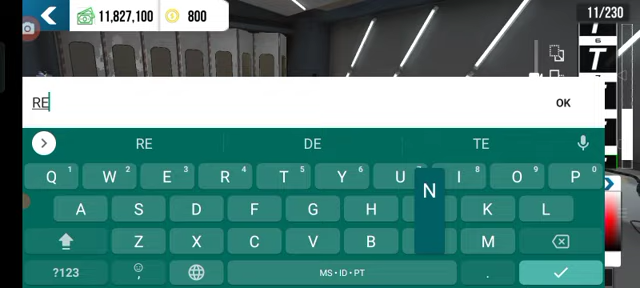 11,827,100 800 11/230
6
T
RE OK
RE DE TE
Q 1 W 2 E 3 R 4 T 5 Y 6 U I 8 O 9 P 0
N
A S D F G H K L
Z X C V B M
?123 , MS • ID • PT .